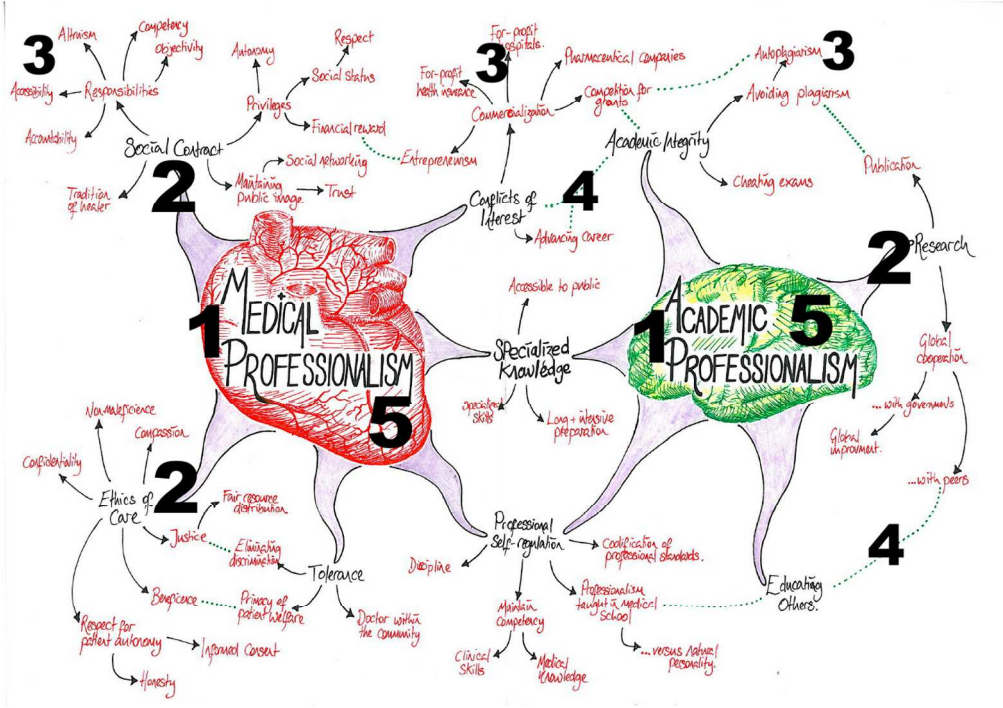 3
Altruism
Competency
Objectivity
Accessibility
Responsibilities
Accountability
Social Contract
2
Tradition
of healer
Autonomy
Respect
Social status
Privileges
Financial reward
Social networking
Maintaining
public image
Trust
3
For-profit
hospitals.
For-profit
health insurance
Pharmaceutical companies
Commercialization
Competition for
grants
Entreprenewism
Conflicts of
Interest
4
Advancing career
3
Autoplagiarism
Avoiding plagiarism
Academic Integrity
Cheating exams
Publication
2
Research
Global
cooperation
...with governments
Global
improvment.
...with peers
4
1
MEDICAL
PROFESSIONALISM
5
1
ACADEMIC
PROFESSIONALISM
5
Accessible to public
Specialized
Knowledge
Specialized
skills
Long + intensive
preparation
Non-maleficience
Compassion
Confidentiality
2
Ethics of
Care
Justice
Fair resource
distribution
Eliminating
discrimination
Tolerance
Beneficence
Privacy of
patient welfare
Doctor within
the community
Respect for
patient autonomy
Informed Consent
Honesty
Professional
Self-regulation
Discipline
Codification of
professional standards.
Maintain
competency
Professionalism
taught in medical
school
Clinical
Skills
Medical
Knowledge
...versus natural
personality.
Educating
Others.